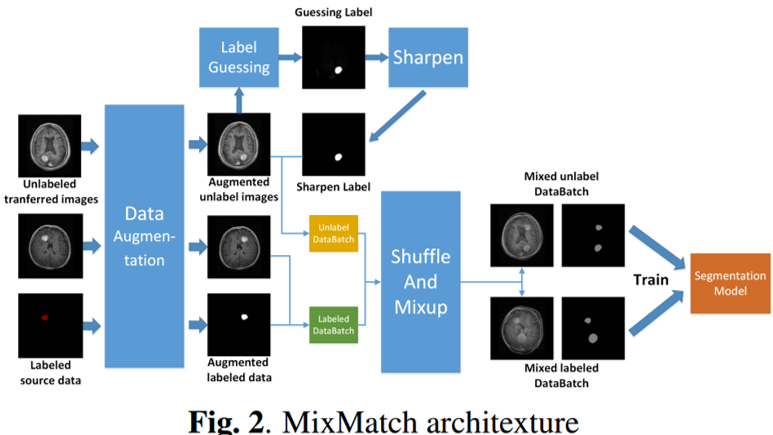 Guessing Label
Label
Guessing
Sharpen
Unlabeled
tranferred images
Augmented
unlabel images
Sharpen Label
Data
Augmen-
tation
Unlabel
DataBatch
Labeled
DataBatch
Shuffle
And
Mixup
Mixed unlabel
DataBatch
Train
Segmentation
Model
Labeled
source data
Augmented
labeled data
Mixed labeled
DataBatch
Fig. 2. MixMatch architexture